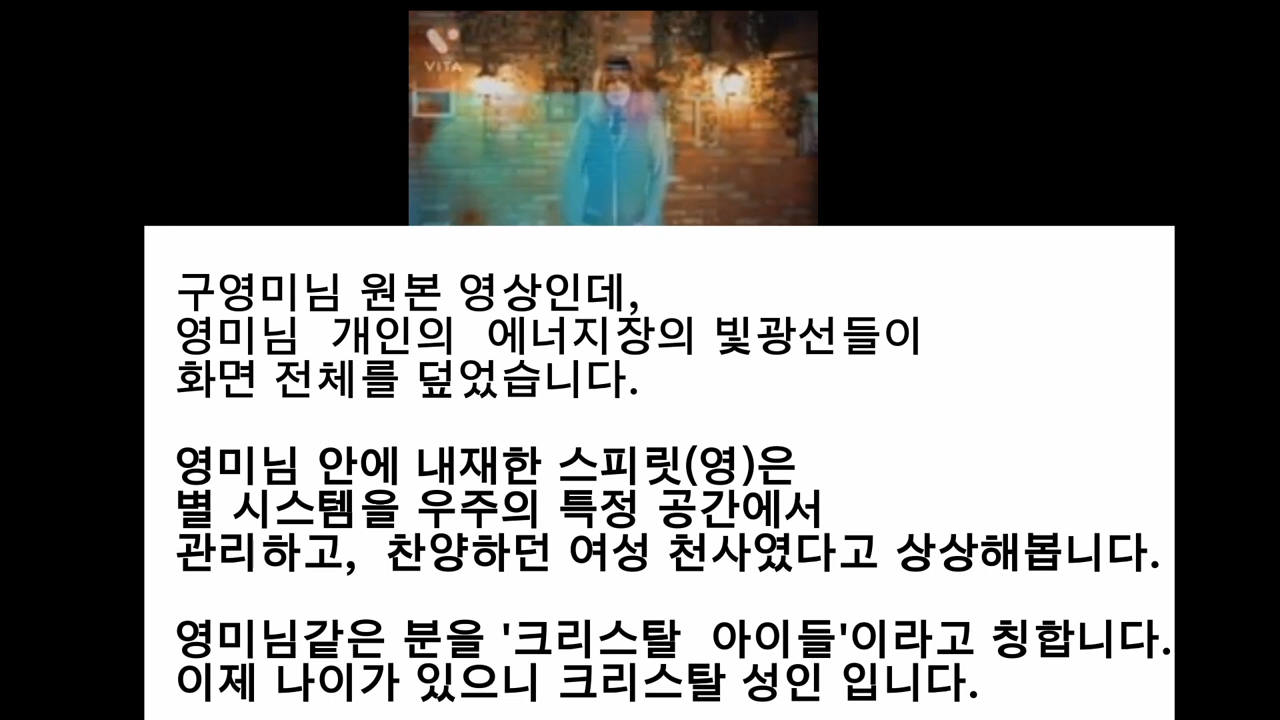 VITA
구영미님 원본 영상인데,
영미님 개인의 에너지장의 빛광선들이
화면 전체를 덮었습니다.
영미님 안에 내재한 스피릿(영)은
별 시스템을 우주의 특정 공간에서
관리하고, 찬양하던 여성 천사였다고 상상해봅니다.
영미님같은 분을 '크리스탈 아이들'이라고 칭합니다.
이제 나이가 있으니 크리스탈 성인 입니다.